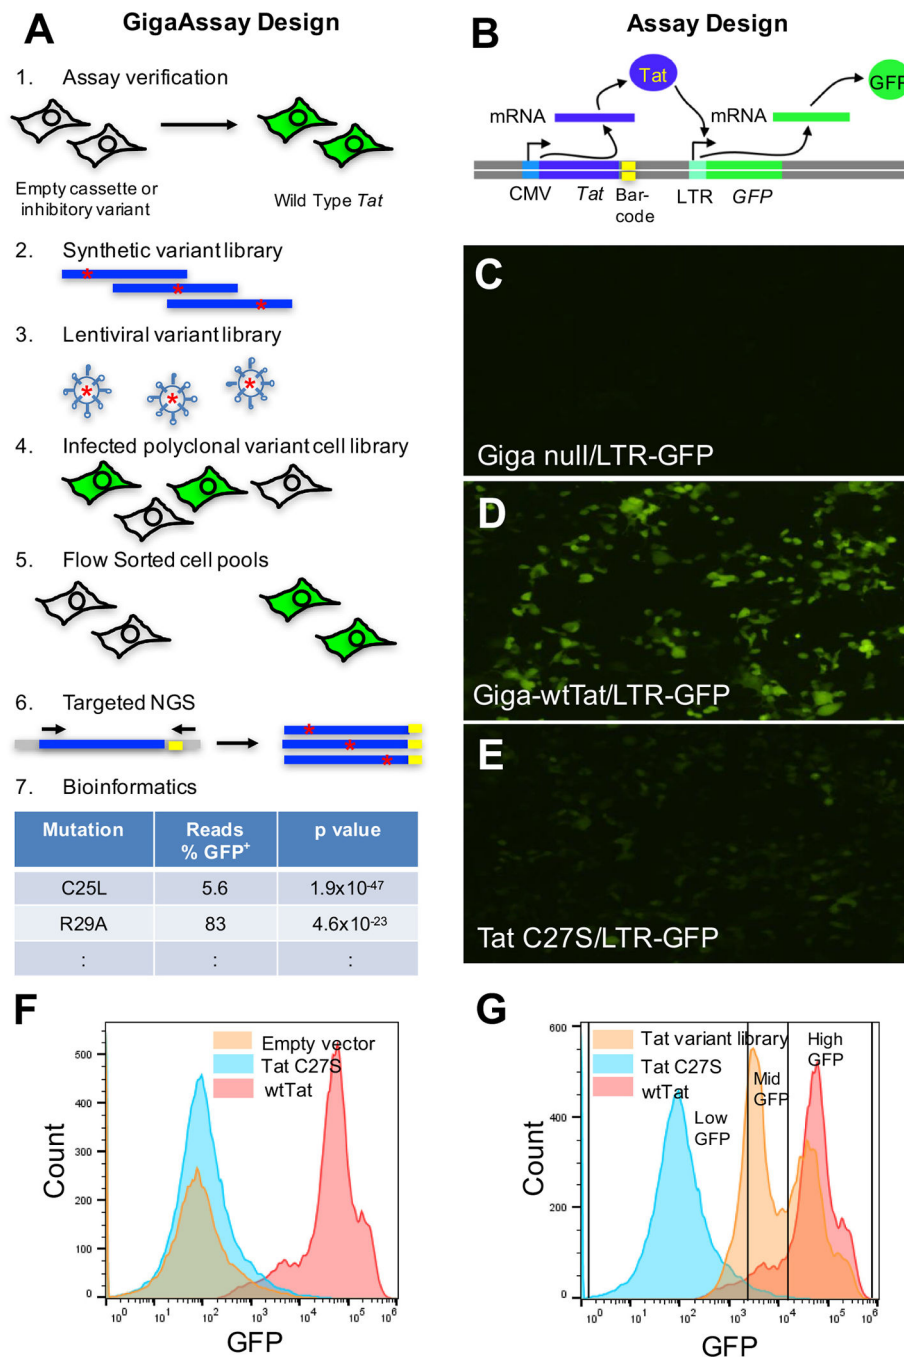 A
GigaAssay Design
1. Assay verification
Empty cassette or
inhibitory variant
Wild Type Tat
2. Synthetic variant library
*
*
*
3. Lentiviral variant library
* * *
4. Infected polyclonal variant cell library
5. Flow Sorted cell pools
6. Targeted NGS
*
*
*
7. Bioinformatics
Mutation Reads % GFP+ p value
C25L 5.6 1.9x10-47
R29A 83 4.6x10-23
: : :
B
Assay Design
Tat
GFP
mRNA mRNA
CMV Tat Bar-
code
LTR GFP
C
Giga null/LTR-GFP
D
Giga-wtTat/LTR-GFP
E
Tat C27S/LTR-GFP
F
Empty vector
Tat C27S
wtTat
Count
500
400
300
200
100
0
10^0 10^1 10^2 10^3 10^4 10^5 10^6
GFP
G
Tat variant library
Tat C27S
wtTat
Low
GFP
Mid
GFP
High
GFP
Count
600
400
200
0
10^0 10^1 10^2 10^3 10^4 10^5 10^6
GFP